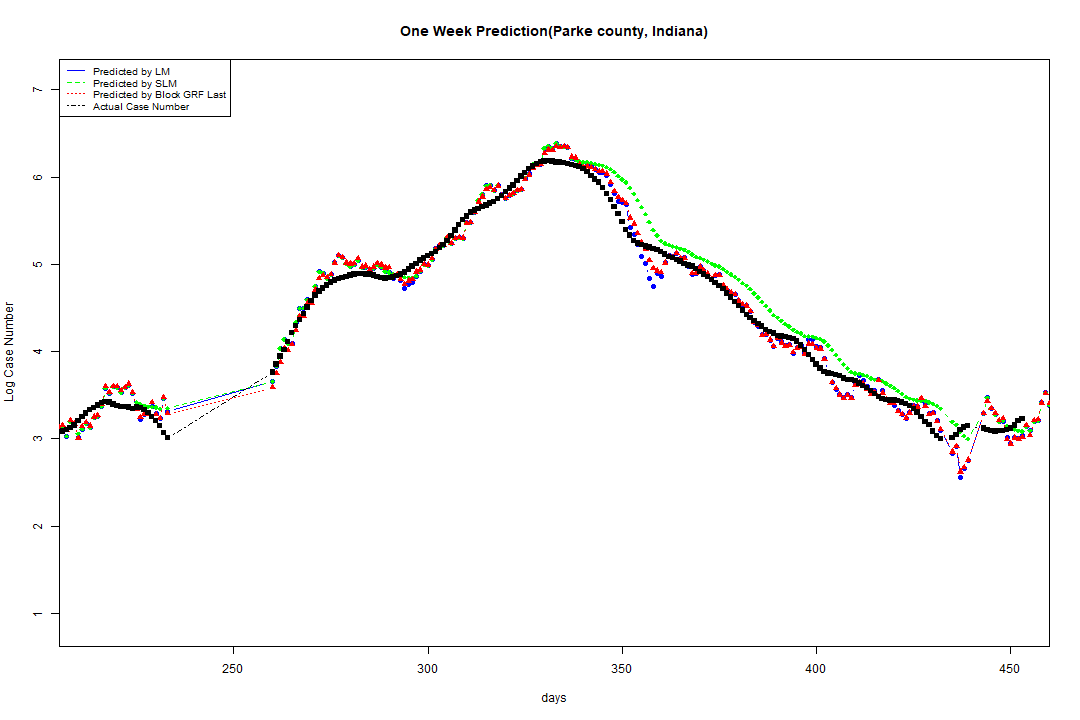 One Week Prediction(Parke county, Indiana)
Predicted by LM
Predicted by SLM
Predicted by Block GRF Last
Actual Case Number
7
6
5
4
3
2
1
Log Case Number
250 300 350 400 450
days